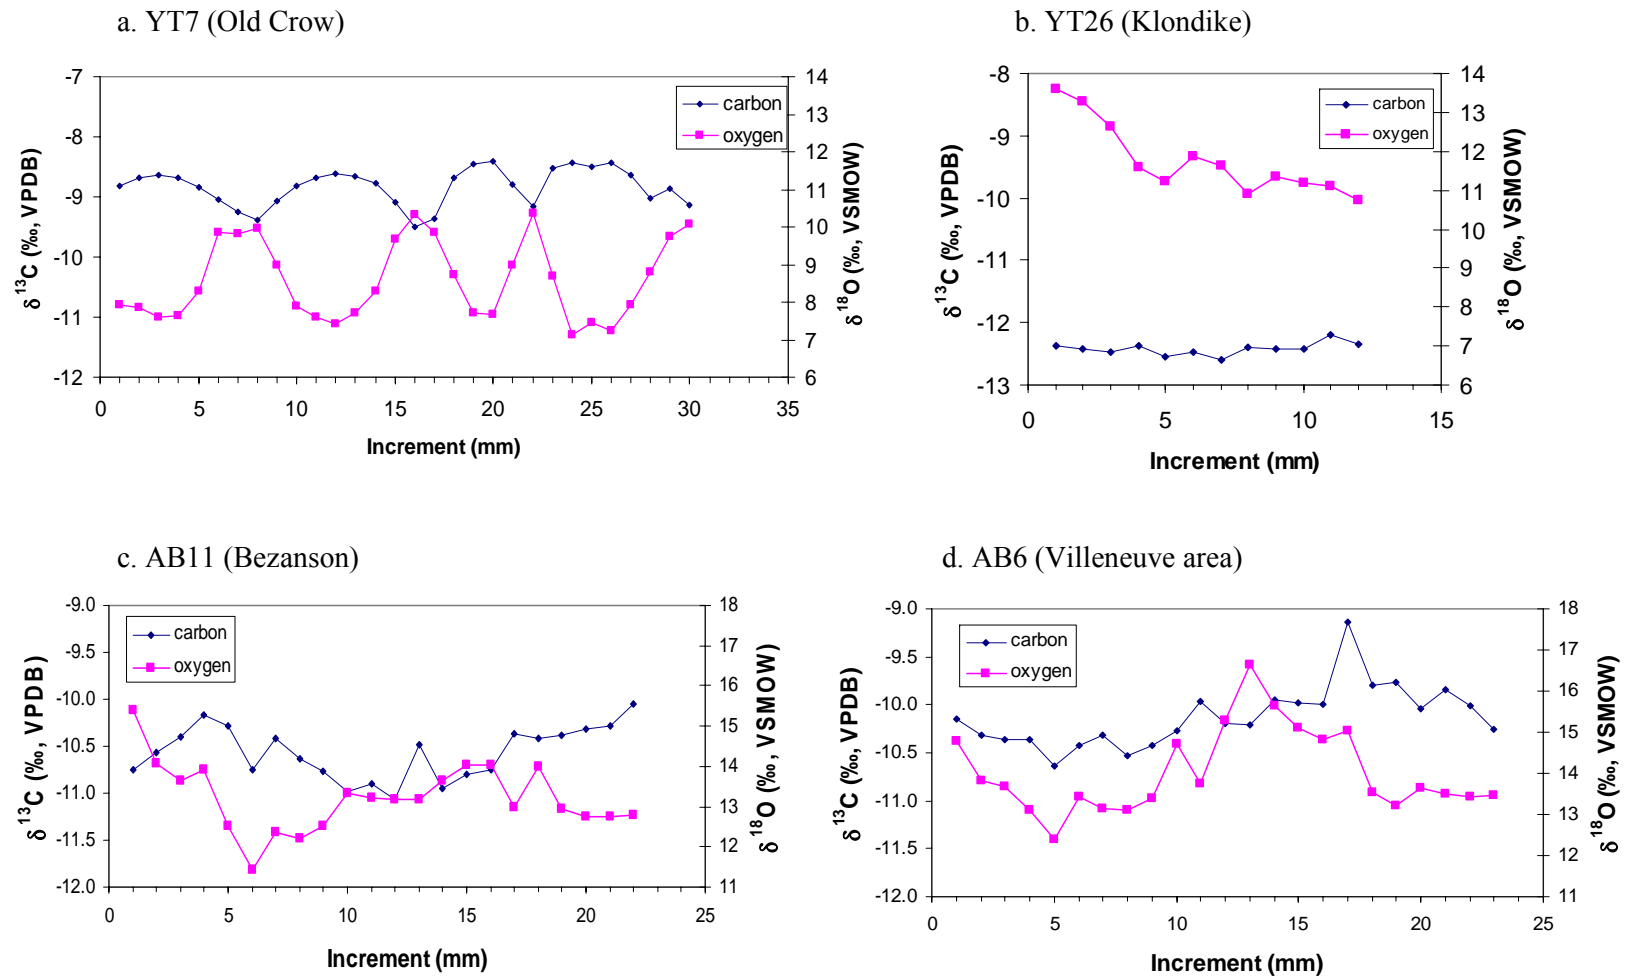 a. YT7 (Old Crow)
-7
-8
-9
-10
-11
-12
δ ¹³C (‰, VPDB)
carbon
oxygen
14
13
12
11
10
9
8
7
6
δ ¹⁸O (‰, VSMOW)
0 5 10 15 20 25 30 35
Increment (mm)
b. YT26 (Klondike)
-8
-9
-10
-11
-12
-13
δ ¹³C (‰, VPDB)
carbon
oxygen
14
13
12
11
10
9
8
7
6
δ ¹⁸O (‰, VSMOW)
0 5 10 15
Increment (mm)
c. AB11 (Bezanson)
-9.0
-9.5
-10.0
-10.5
-11.0
-11.5
-12.0
δ ¹³C (‰, VPDB)
carbon
oxygen
18
17
16
15
14
13
12
11
δ ¹⁸O (‰, VSMOW)
0 5 10 15 20 25
Increment (mm)
d. AB6 (Villeneuve area)
-9.0
-9.5
-10.0
-10.5
-11.0
-11.5
-12.0
δ ¹³C (‰, VPDB)
carbon
oxygen
18
17
16
15
14
13
12
11
δ ¹⁸O (‰, VSMOW)
0 5 10 15 20 25
Increment (mm)